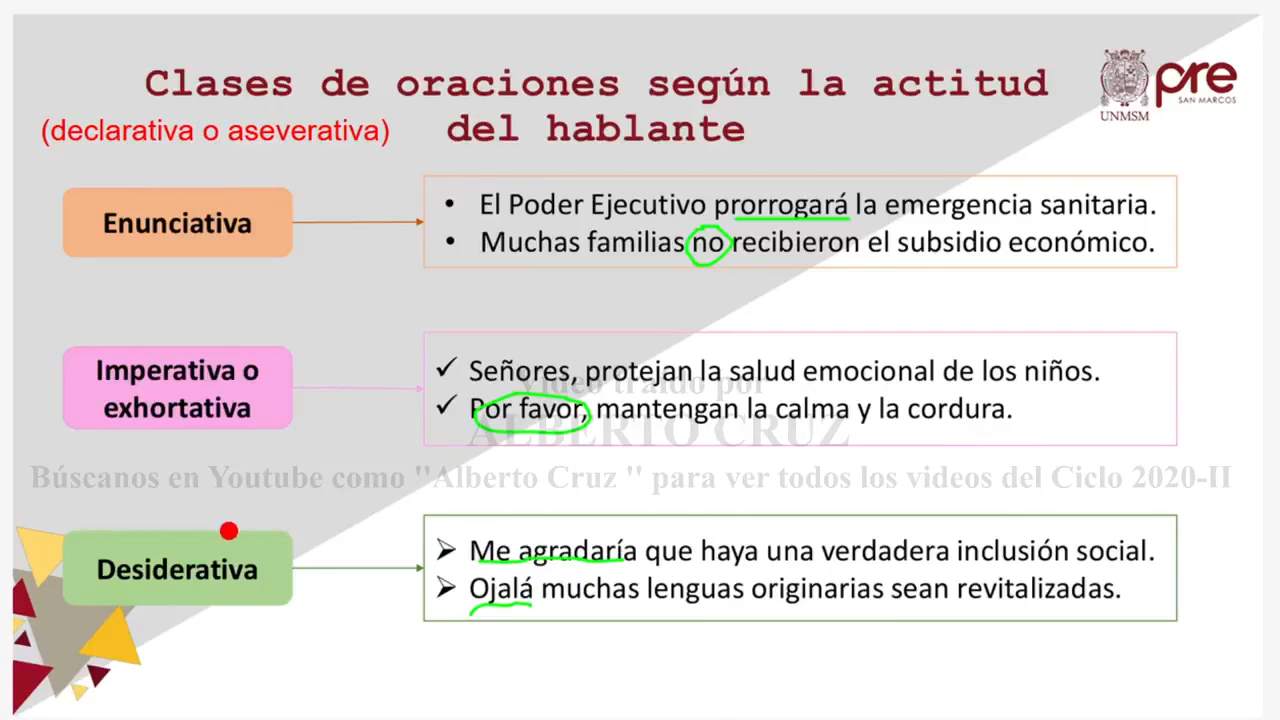 Clases de oraciones según la actitud
del hablante
(declarativa o aseverativa)
pre
SAN MARCOS
UNMSM
Enunciativa
• El Poder Ejecutivo prorrogará la emergencia sanitaria.
• Muchas familias no recibieron el subsidio económico.
Imperativa o
exhortativa
✓ Señores, protejan la salud emocional de los niños.
✓ Por favor, mantengan la calma y la cordura.
Video traído por
ALBERTO CRUZ
Búscanos en Youtube como "Alberto Cruz " para ver todos los videos del Ciclo 2020-II
Desiderativa
➢ Me agradaría que haya una verdadera inclusión social.
➢ Ojalá muchas lenguas originarias sean revitalizadas.